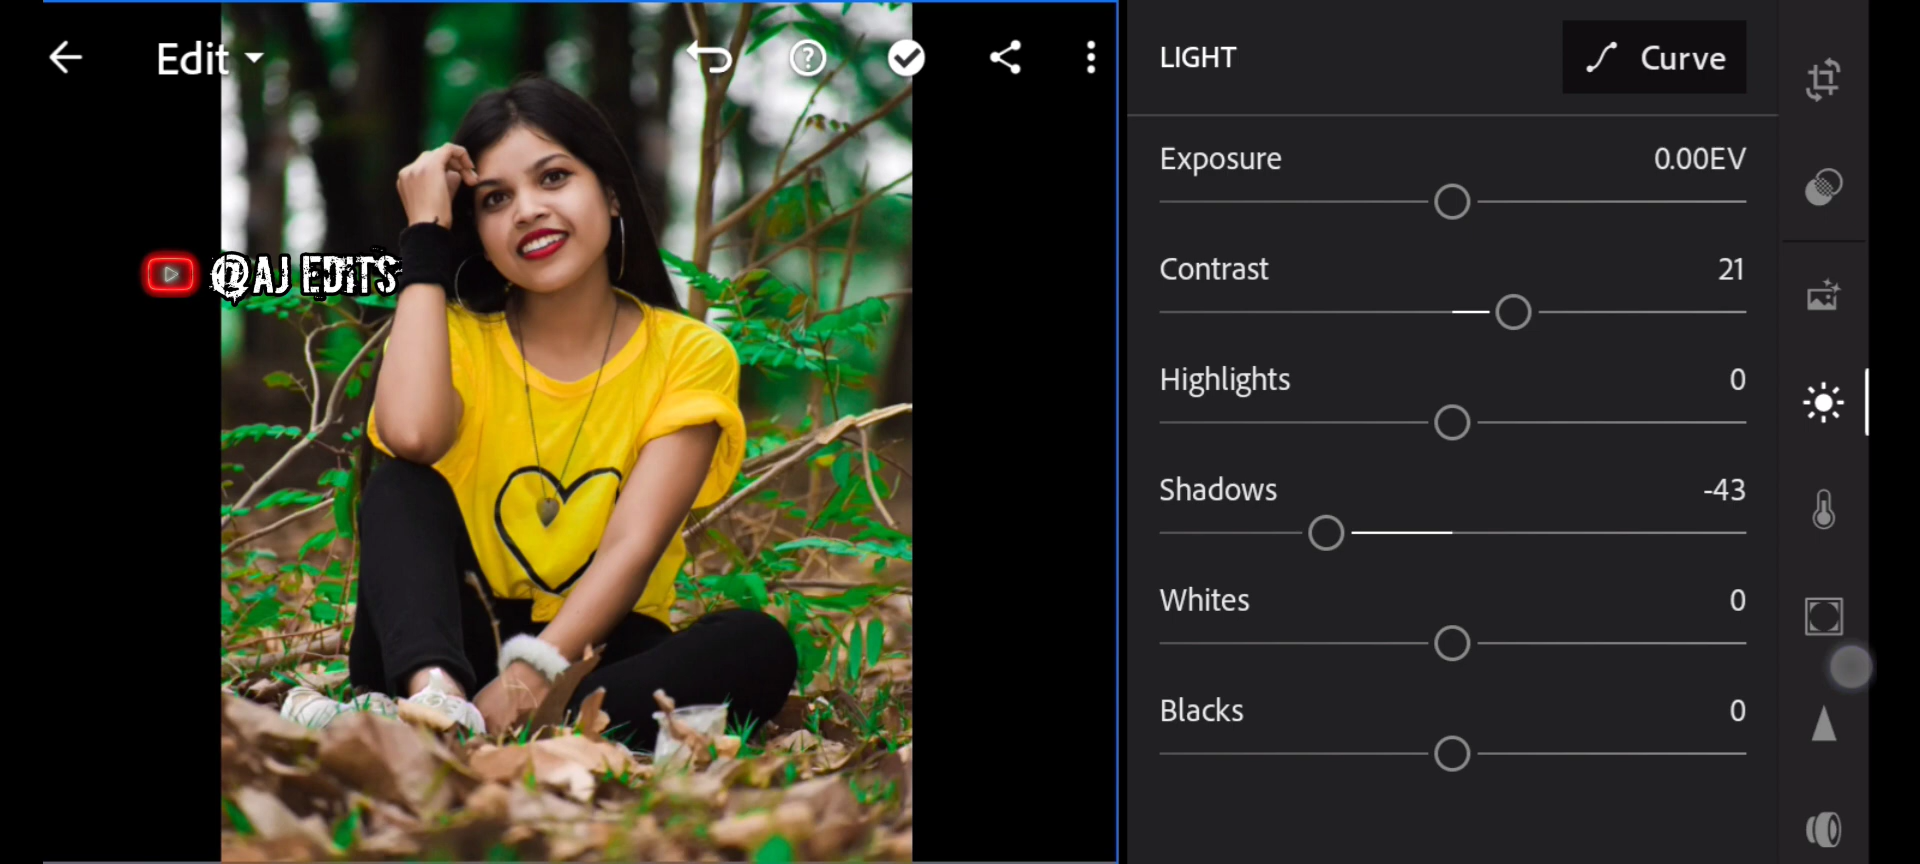 Edit
LIGHT
Curve
Exposure
0.00EV
Contrast
21
Highlights
0
Shadows
-43
Whites
0
Blacks
0
@AJ EDITS